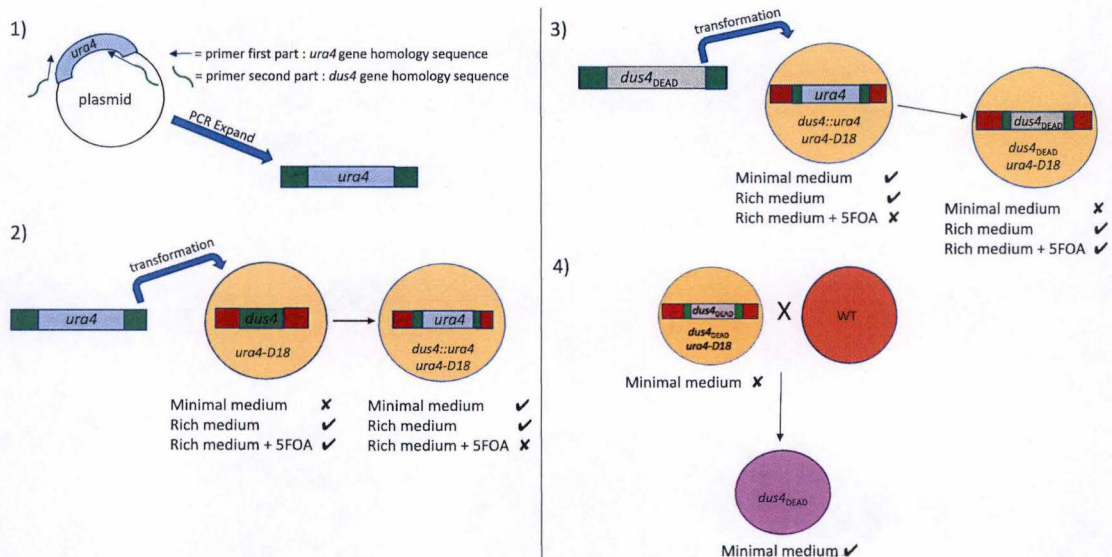 1)
ura4
plasmid
= primer first part : ura4 gene homology sequence
= primer second part : dus4 gene homology sequence
PCR Expand
ura4
2)
transformation
ura4
dus4
ura4-D18
ura4
dus4::ura4
ura4-D18
Minimal medium ✘
Rich medium ✔
Rich medium + 5FOA ✔
Minimal medium ✔
Rich medium ✔
Rich medium + 5FOA ✘
3)
transformation
dus4DEAD
ura4
dus4::ura4
ura4-D18
Minimal medium ✔
Rich medium ✔
Rich medium + 5FOA ✘
dus4DEAD
dus4DEAD
ura4-D18
Minimal medium ✘
Rich medium ✔
Rich medium + 5FOA ✔
4)
dus4DEAD
dus4DEAD
ura4-D18
X
WT
Minimal medium ✘
dus4DEAD
Minimal medium ✔